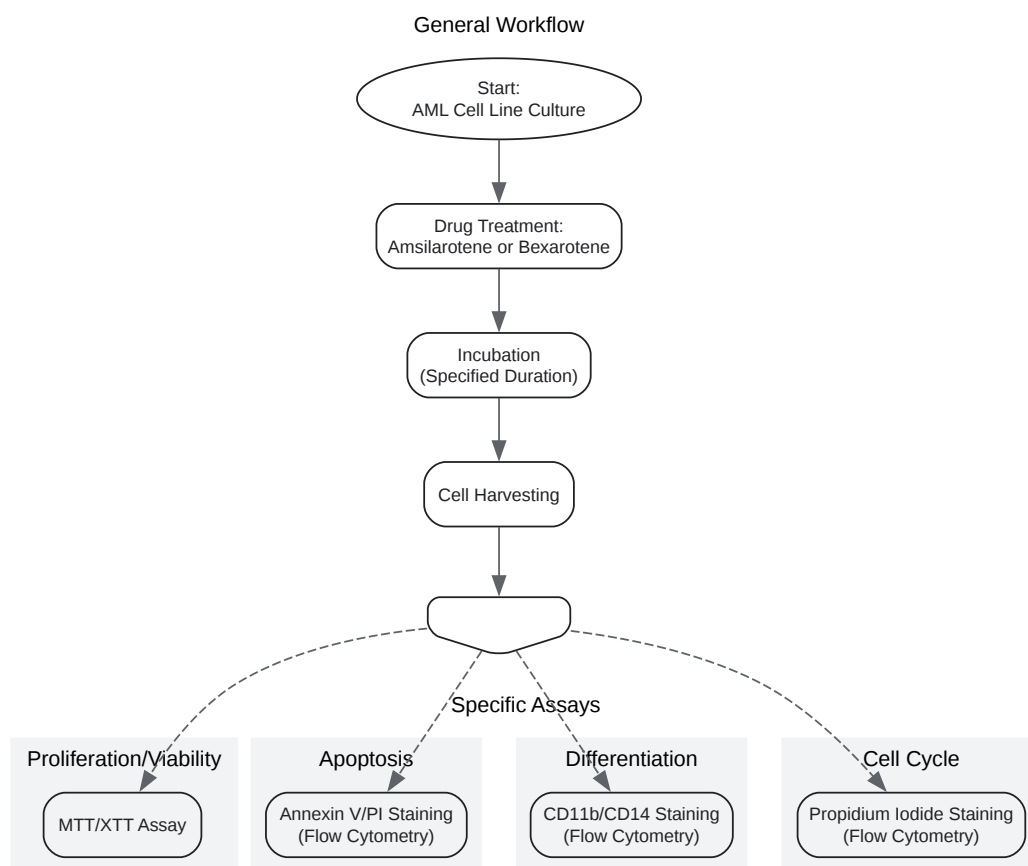 General Workflow
Start:
AML Cell Line Culture
Drug Treatment:
Amsilarotene or Bexarotene
Incubation
(Specified Duration)
Cell Harvesting
Specific Assays
Proliferation/Viability
MTT/XTT Assay
Apoptosis
Annexin V/PI Staining
(Flow Cytometry)
Differentiation
CD11b/CD14 Staining
(Flow Cytometry)
Cell Cycle
Propidium Iodide Staining
(Flow Cytometry)